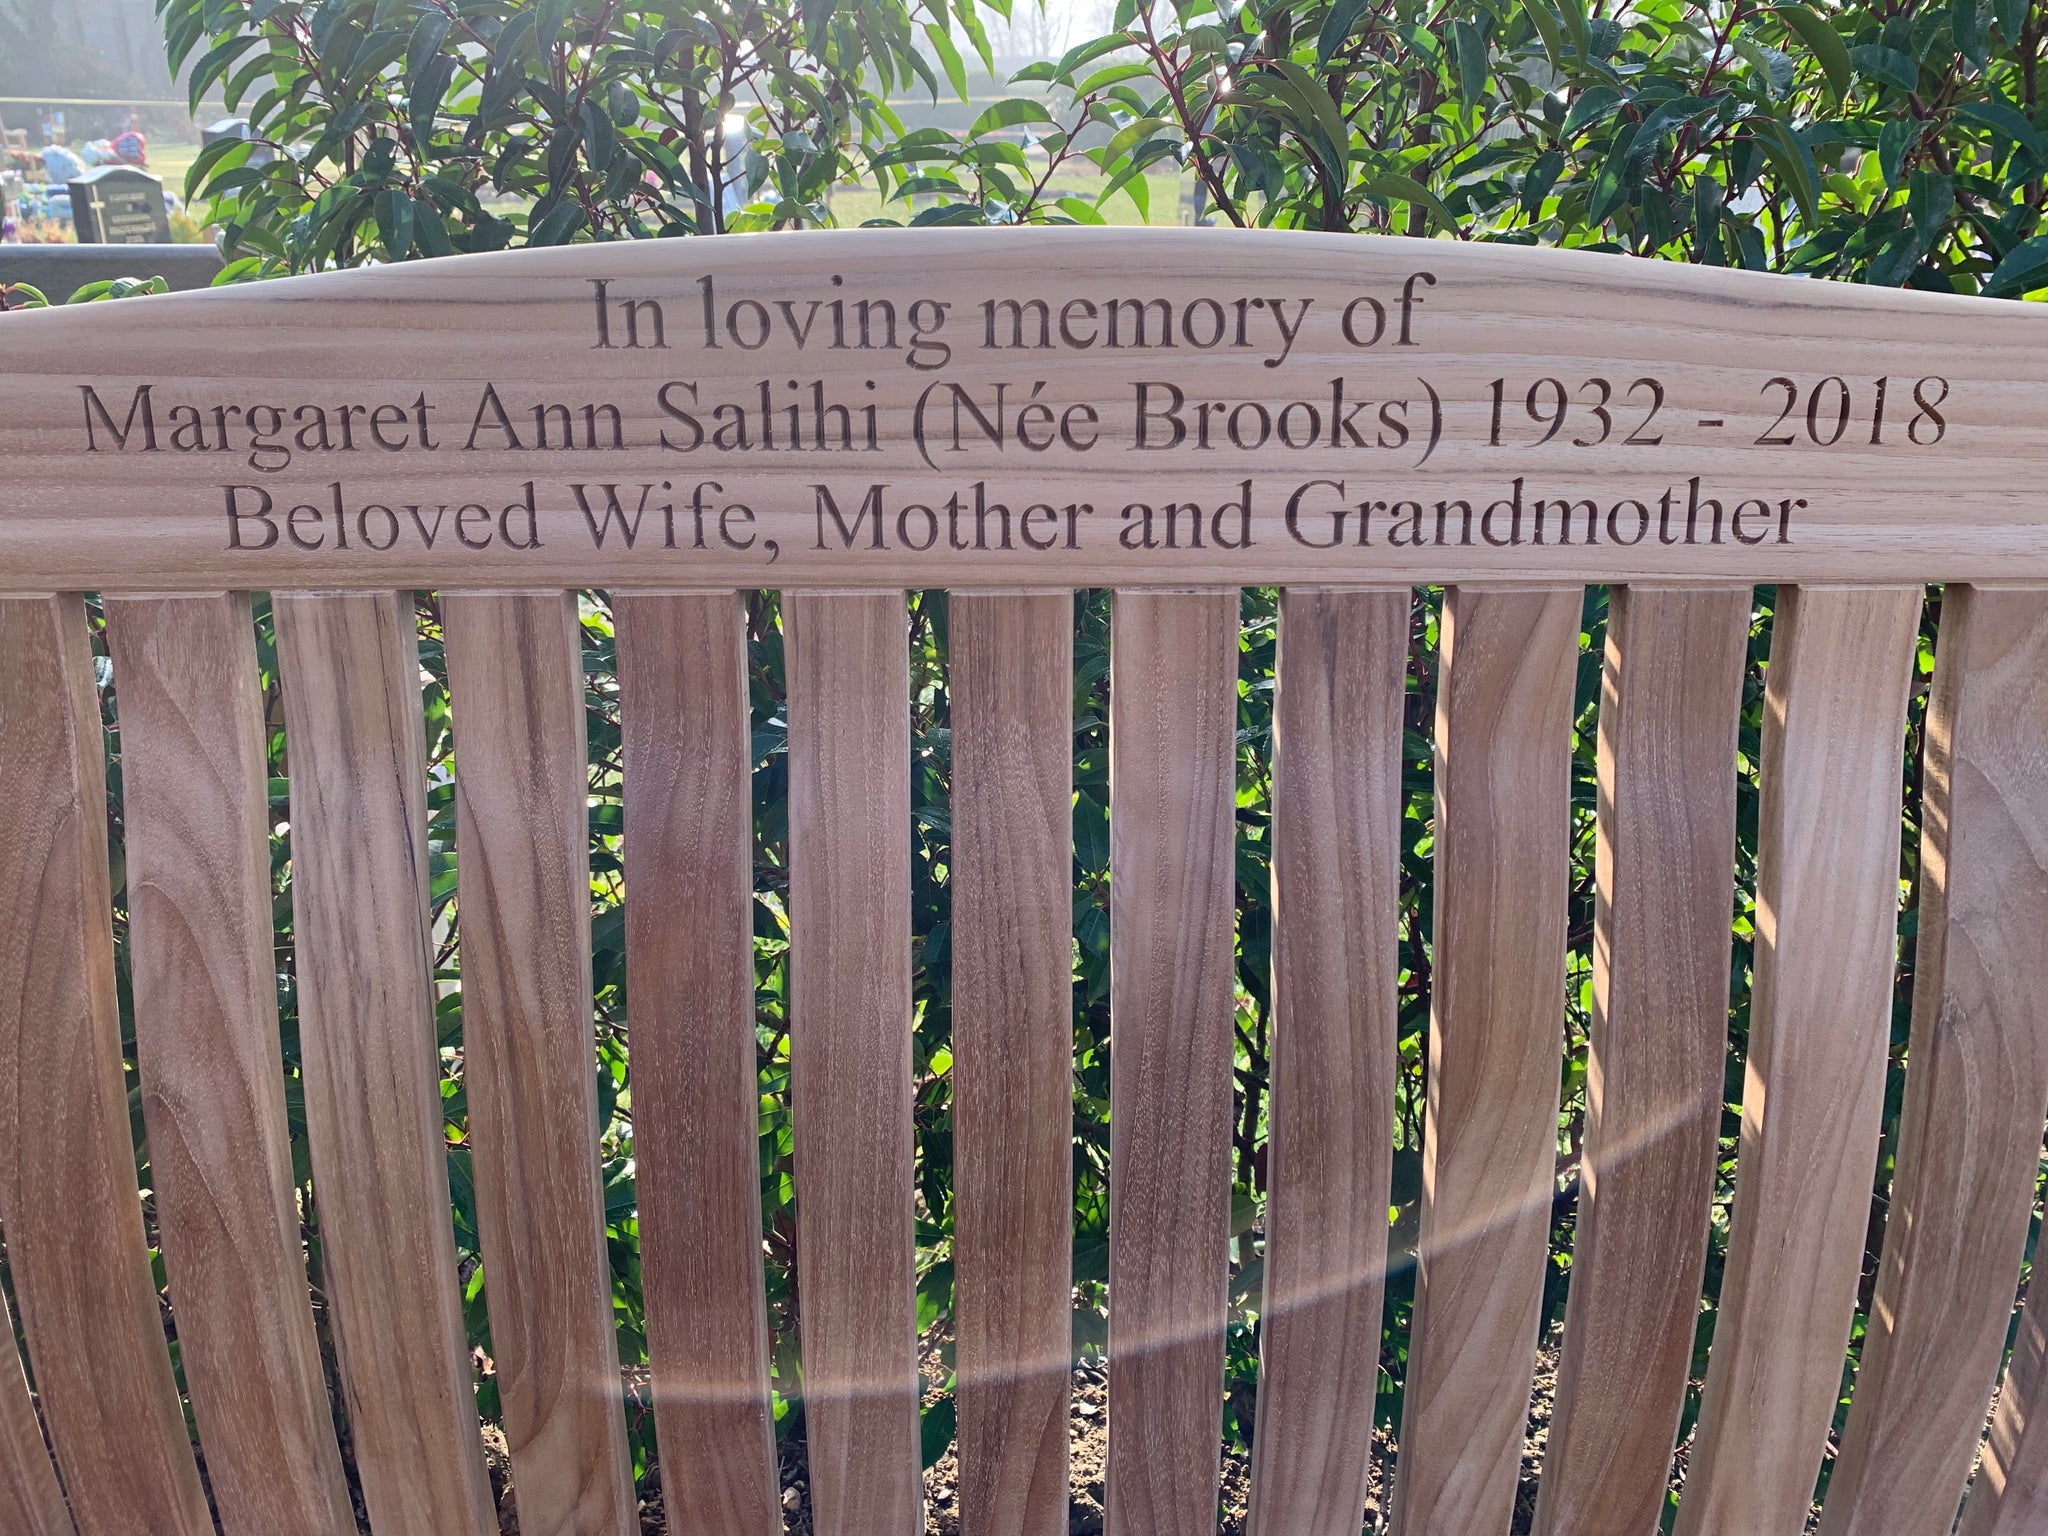 In loving memory of
Margaret Ann Salihi (Née Brooks) 1932 - 2018
Beloved Wife, Mother and Grandmother